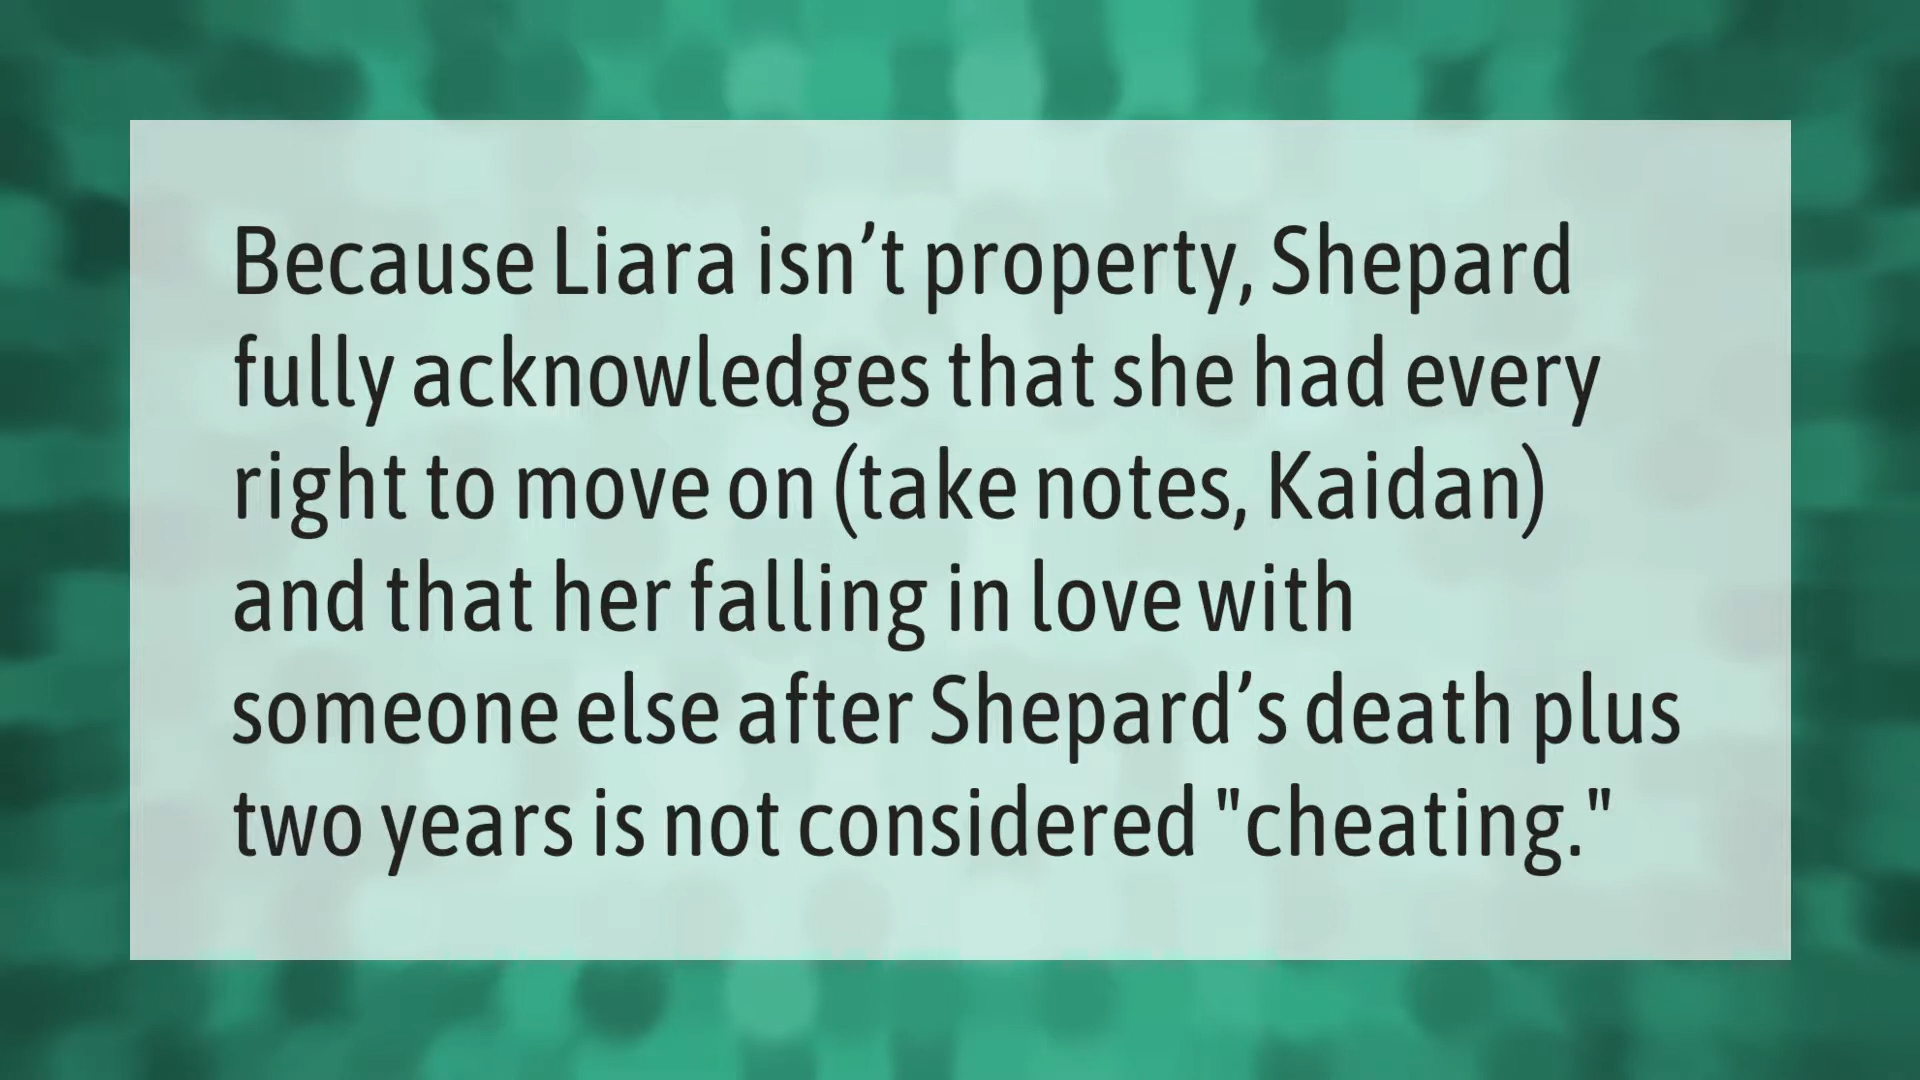 Because Liara isn’t property, Shepard
fully acknowledges that she had every
right to move on (take notes, Kaidan)
and that her falling in love with
someone else after Shepard’s death plus
two years is not considered "cheating."